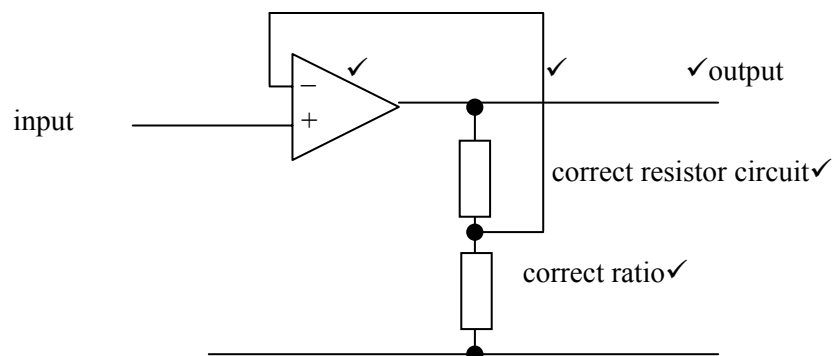 ✓ ✓ ✓output
−
input
+
correct resistor circuit✓
correct ratio✓